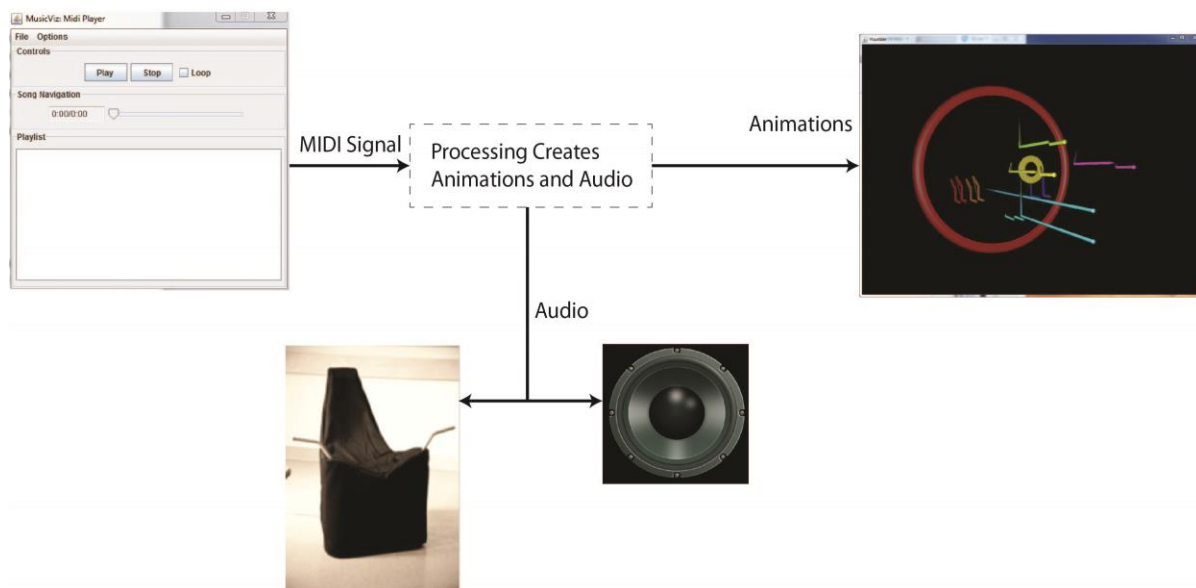 MusicViz: Midi Player
File Options
Controls
Play Stop Loop
Song Navigation
0:00/0:00
Playlist
MIDI Signal
Processing Creates
Animations and Audio
Animations
Audio